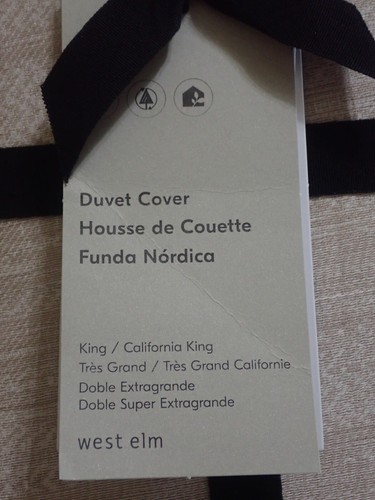 Duvet Cover
Housse de Couette
Funda Nórdica
King / California King
Très Grand / Très Grand Californie
Doble Extragrande
Doble Super Extragrande
west elm